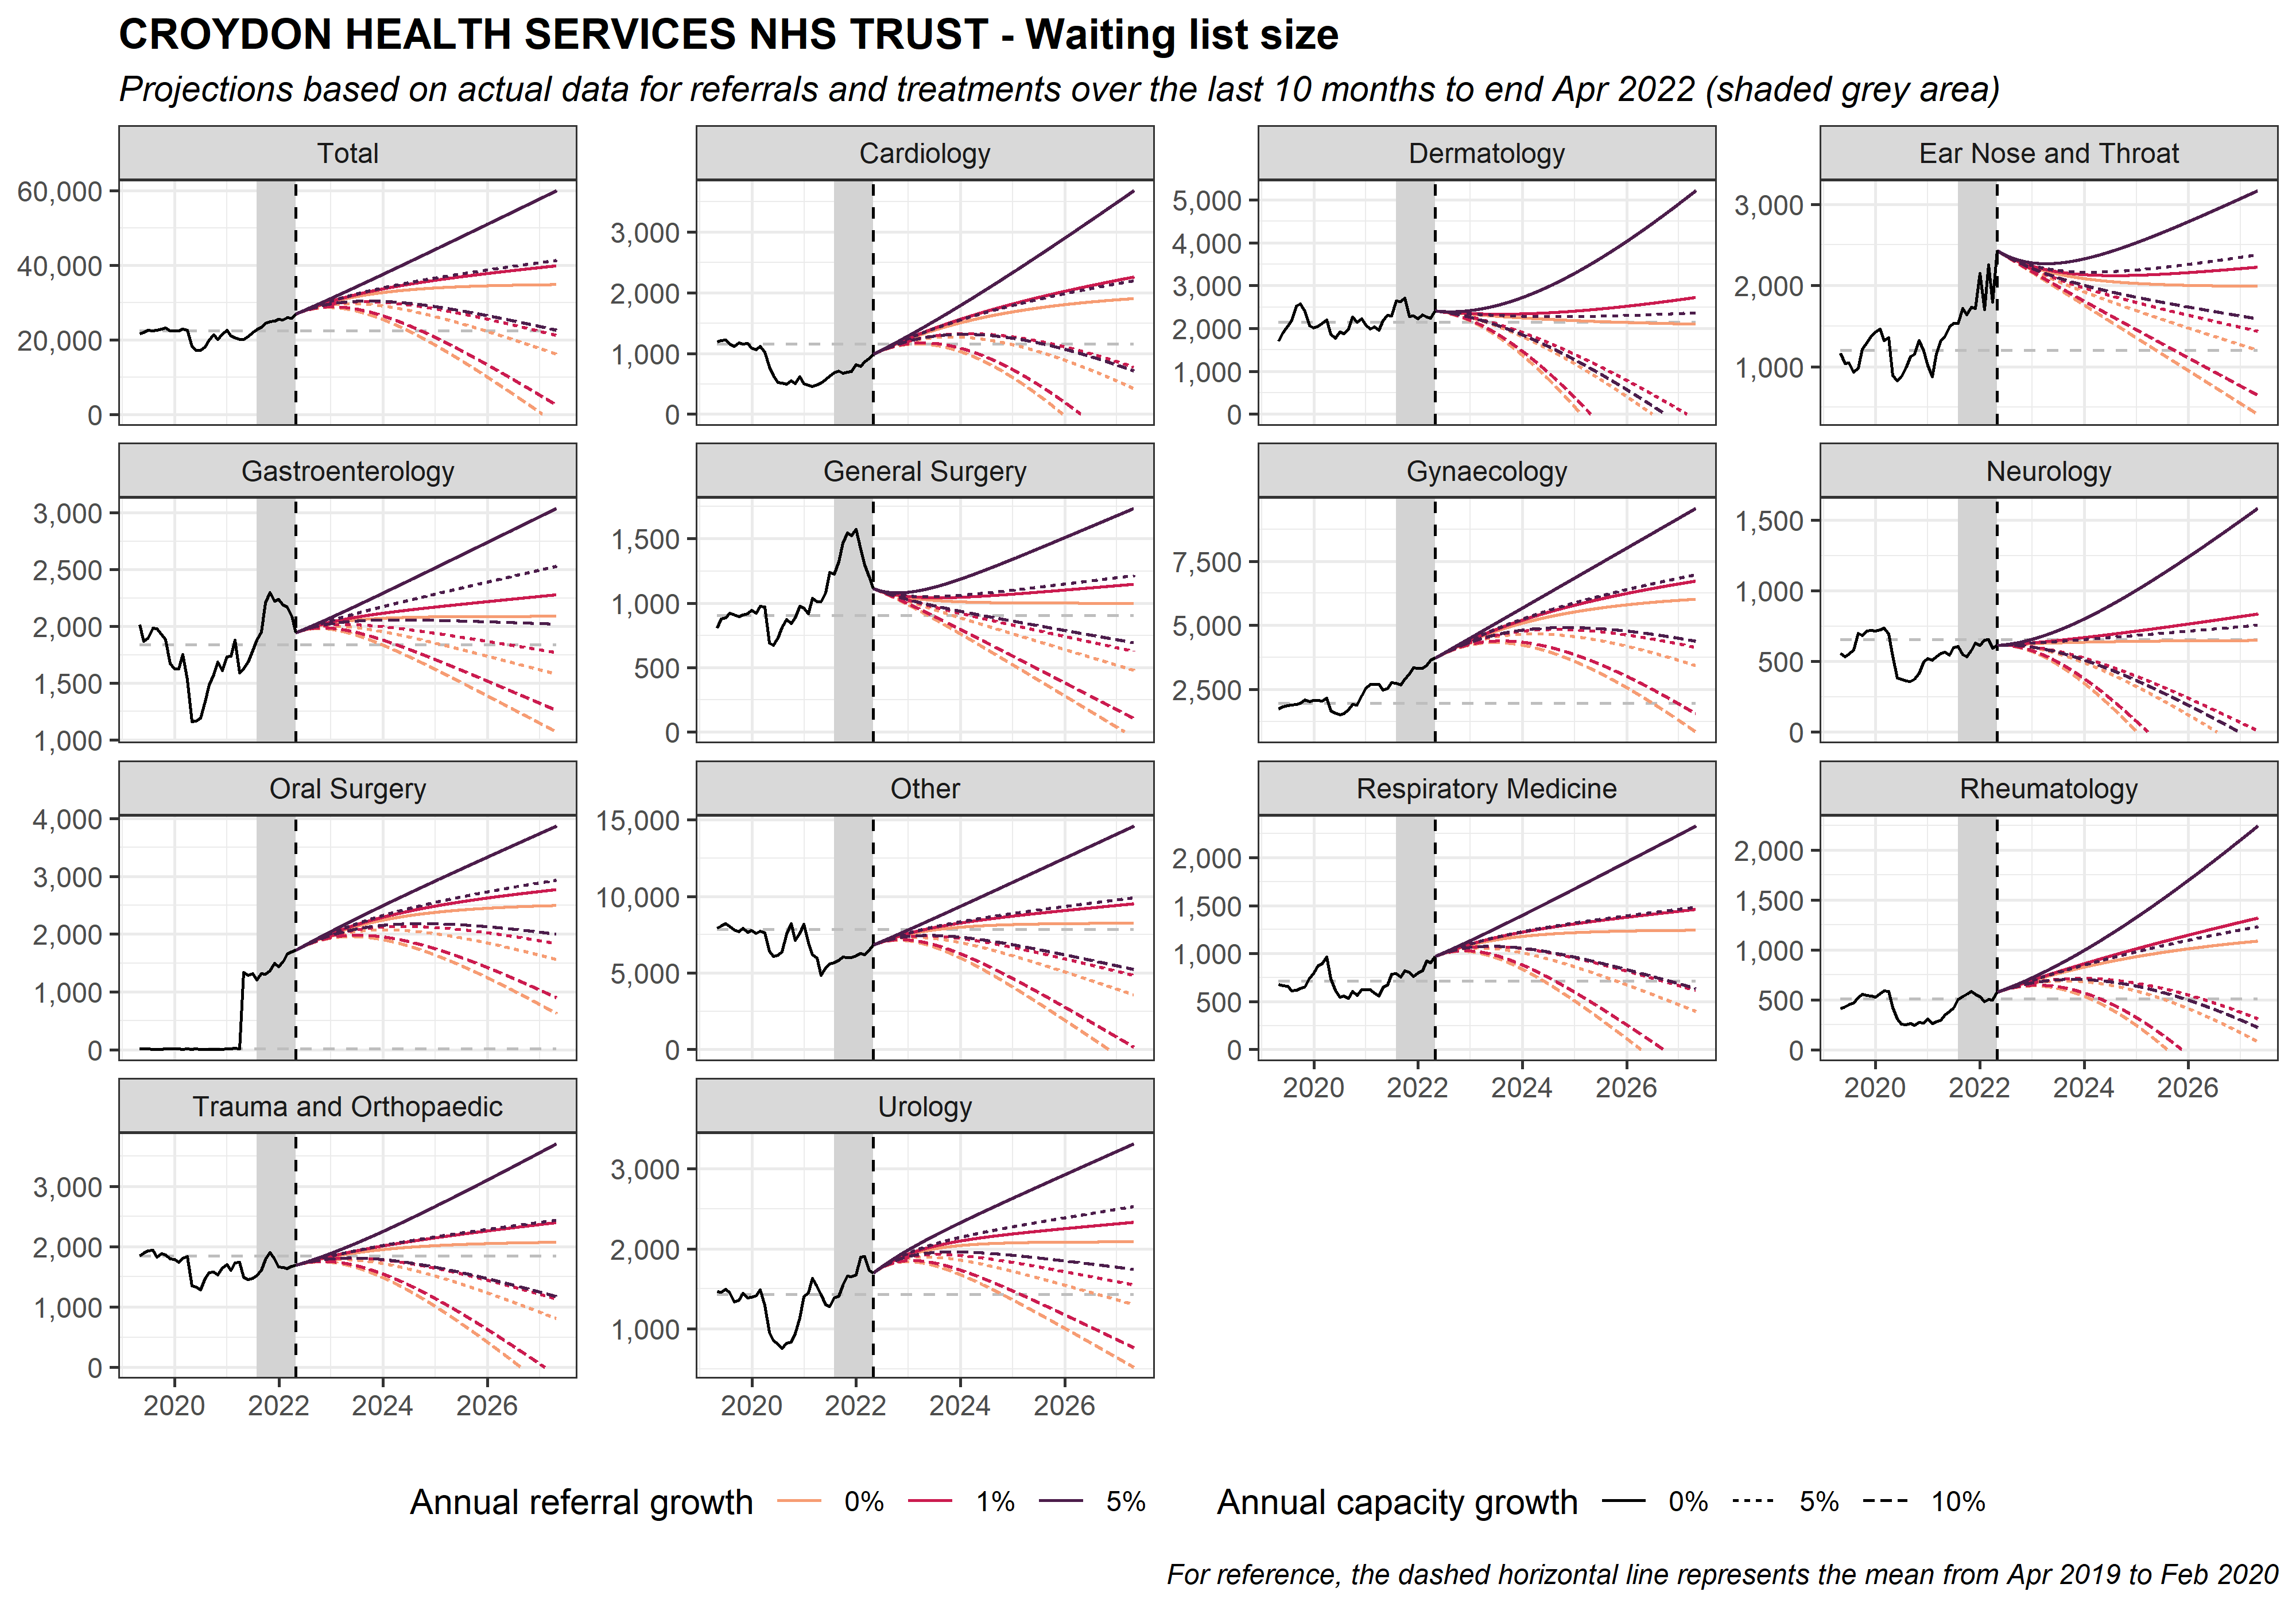 CROYDON HEALTH SERVICES NHS TRUST - Waiting list size
Projections based on actual data for referrals and treatments over the last 10 months to end Apr 2022 (shaded grey area)
Total
60,000
40,000
20,000
0
Cardiology
3,000
2,000
1,000
0
Dermatology
5,000
4,000
3,000
2,000
1,000
0
Ear Nose and Throat
3,000
2,000
1,000
Gastroenterology
3,000
2,500
2,000
1,500
1,000
General Surgery
1,500
1,000
500
0
Gynaecology
7,500
5,000
2,500
Neurology
1,500
1,000
500
0
Oral Surgery
4,000
3,000
2,000
1,000
0
Other
15,000
10,000
5,000
0
Respiratory Medicine
2,000
1,500
1,000
500
0
2020 2022 2024 2026
Rheumatology
2,000
1,500
1,000
500
0
2020 2022 2024 2026
Trauma and Orthopaedic
3,000
2,000
1,000
0
2020 2022 2024 2026
Urology
3,000
2,000
1,000
2020 2022 2024 2026
Annual referral growth 0% 1% 5% Annual capacity growth 0% 5% 10%
For reference, the dashed horizontal line represents the mean from Apr 2019 to Feb 2020